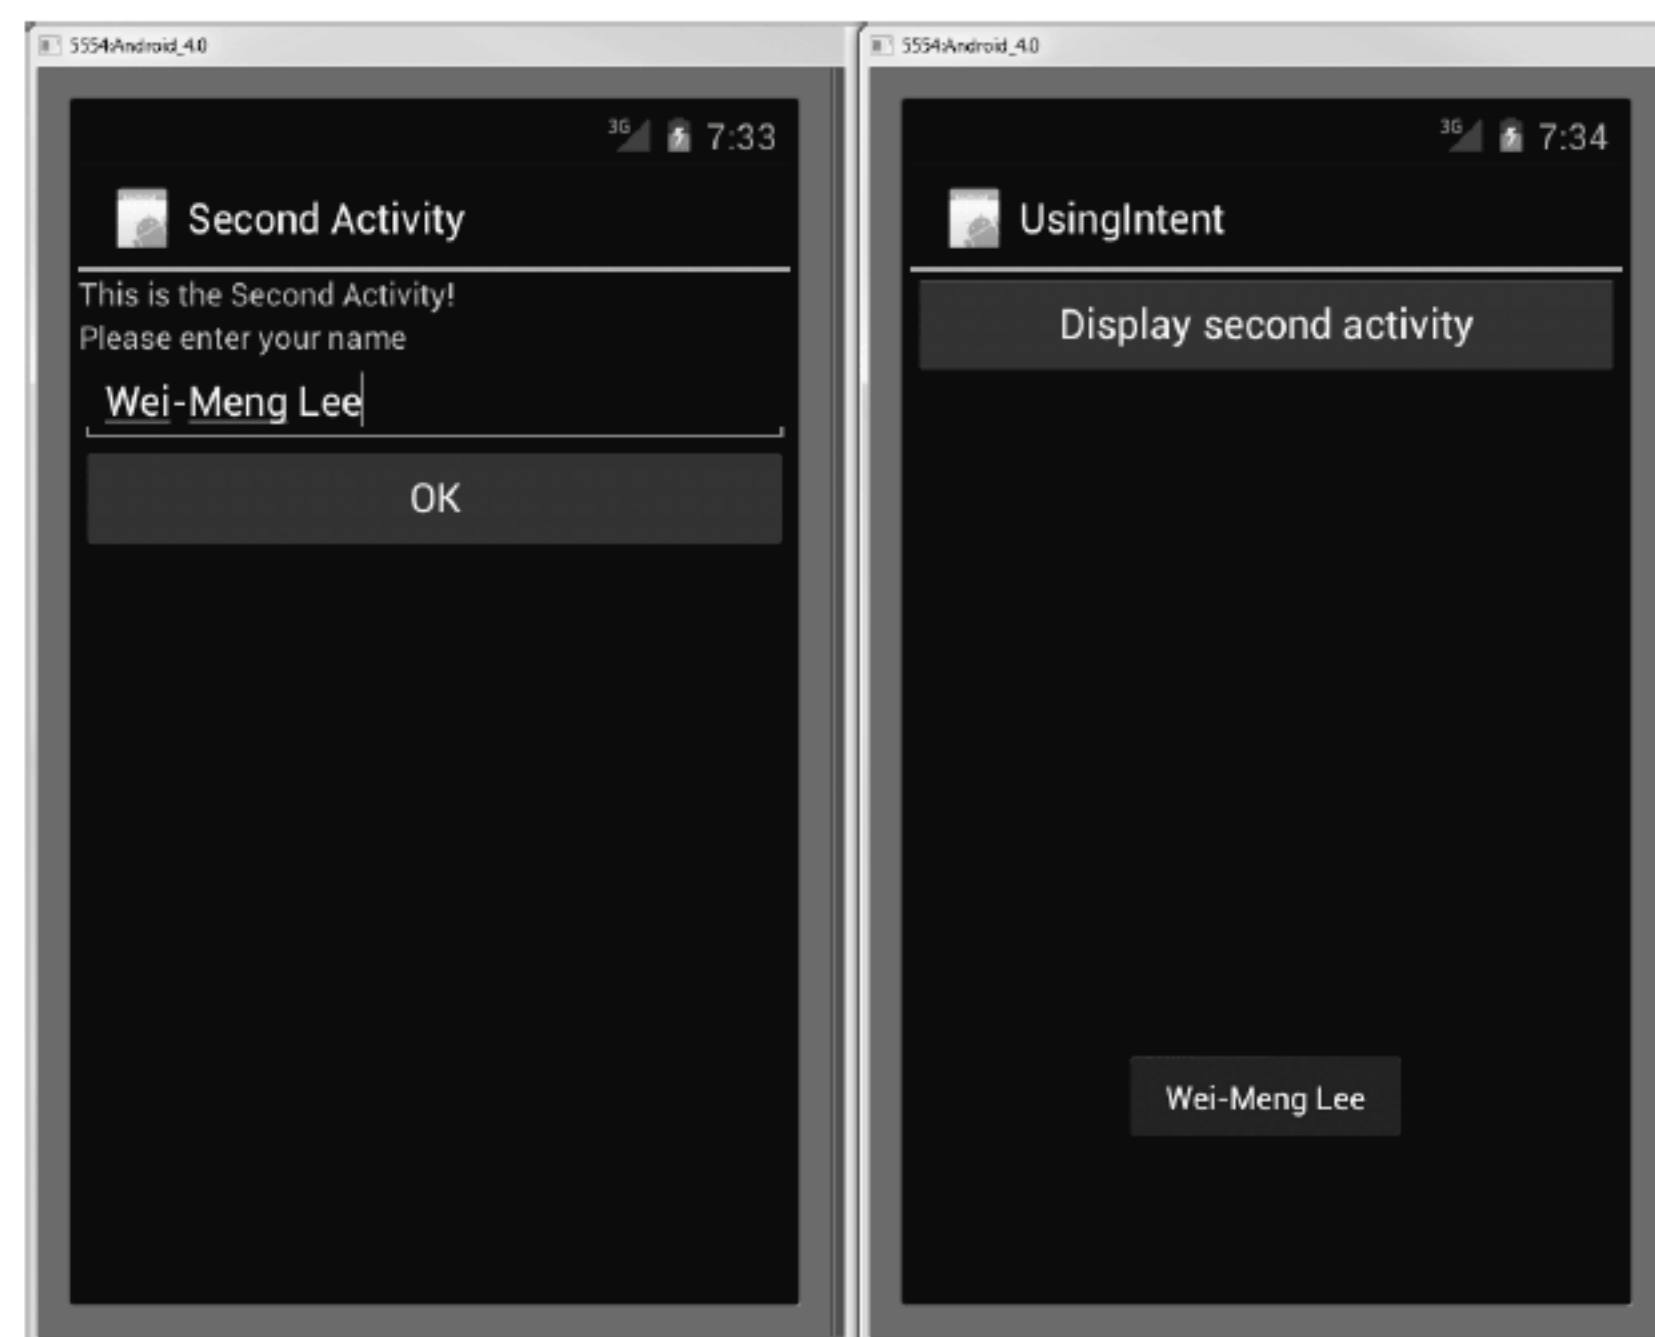 5554:Android_4.0
3G 7:33
Second Activity
This is the Second Activity!
Please enter your name
Wei-Meng Lee
OK
5554:Android_4.0
3G 7:34
UsingIntent
Display second activity
Wei-Meng Lee